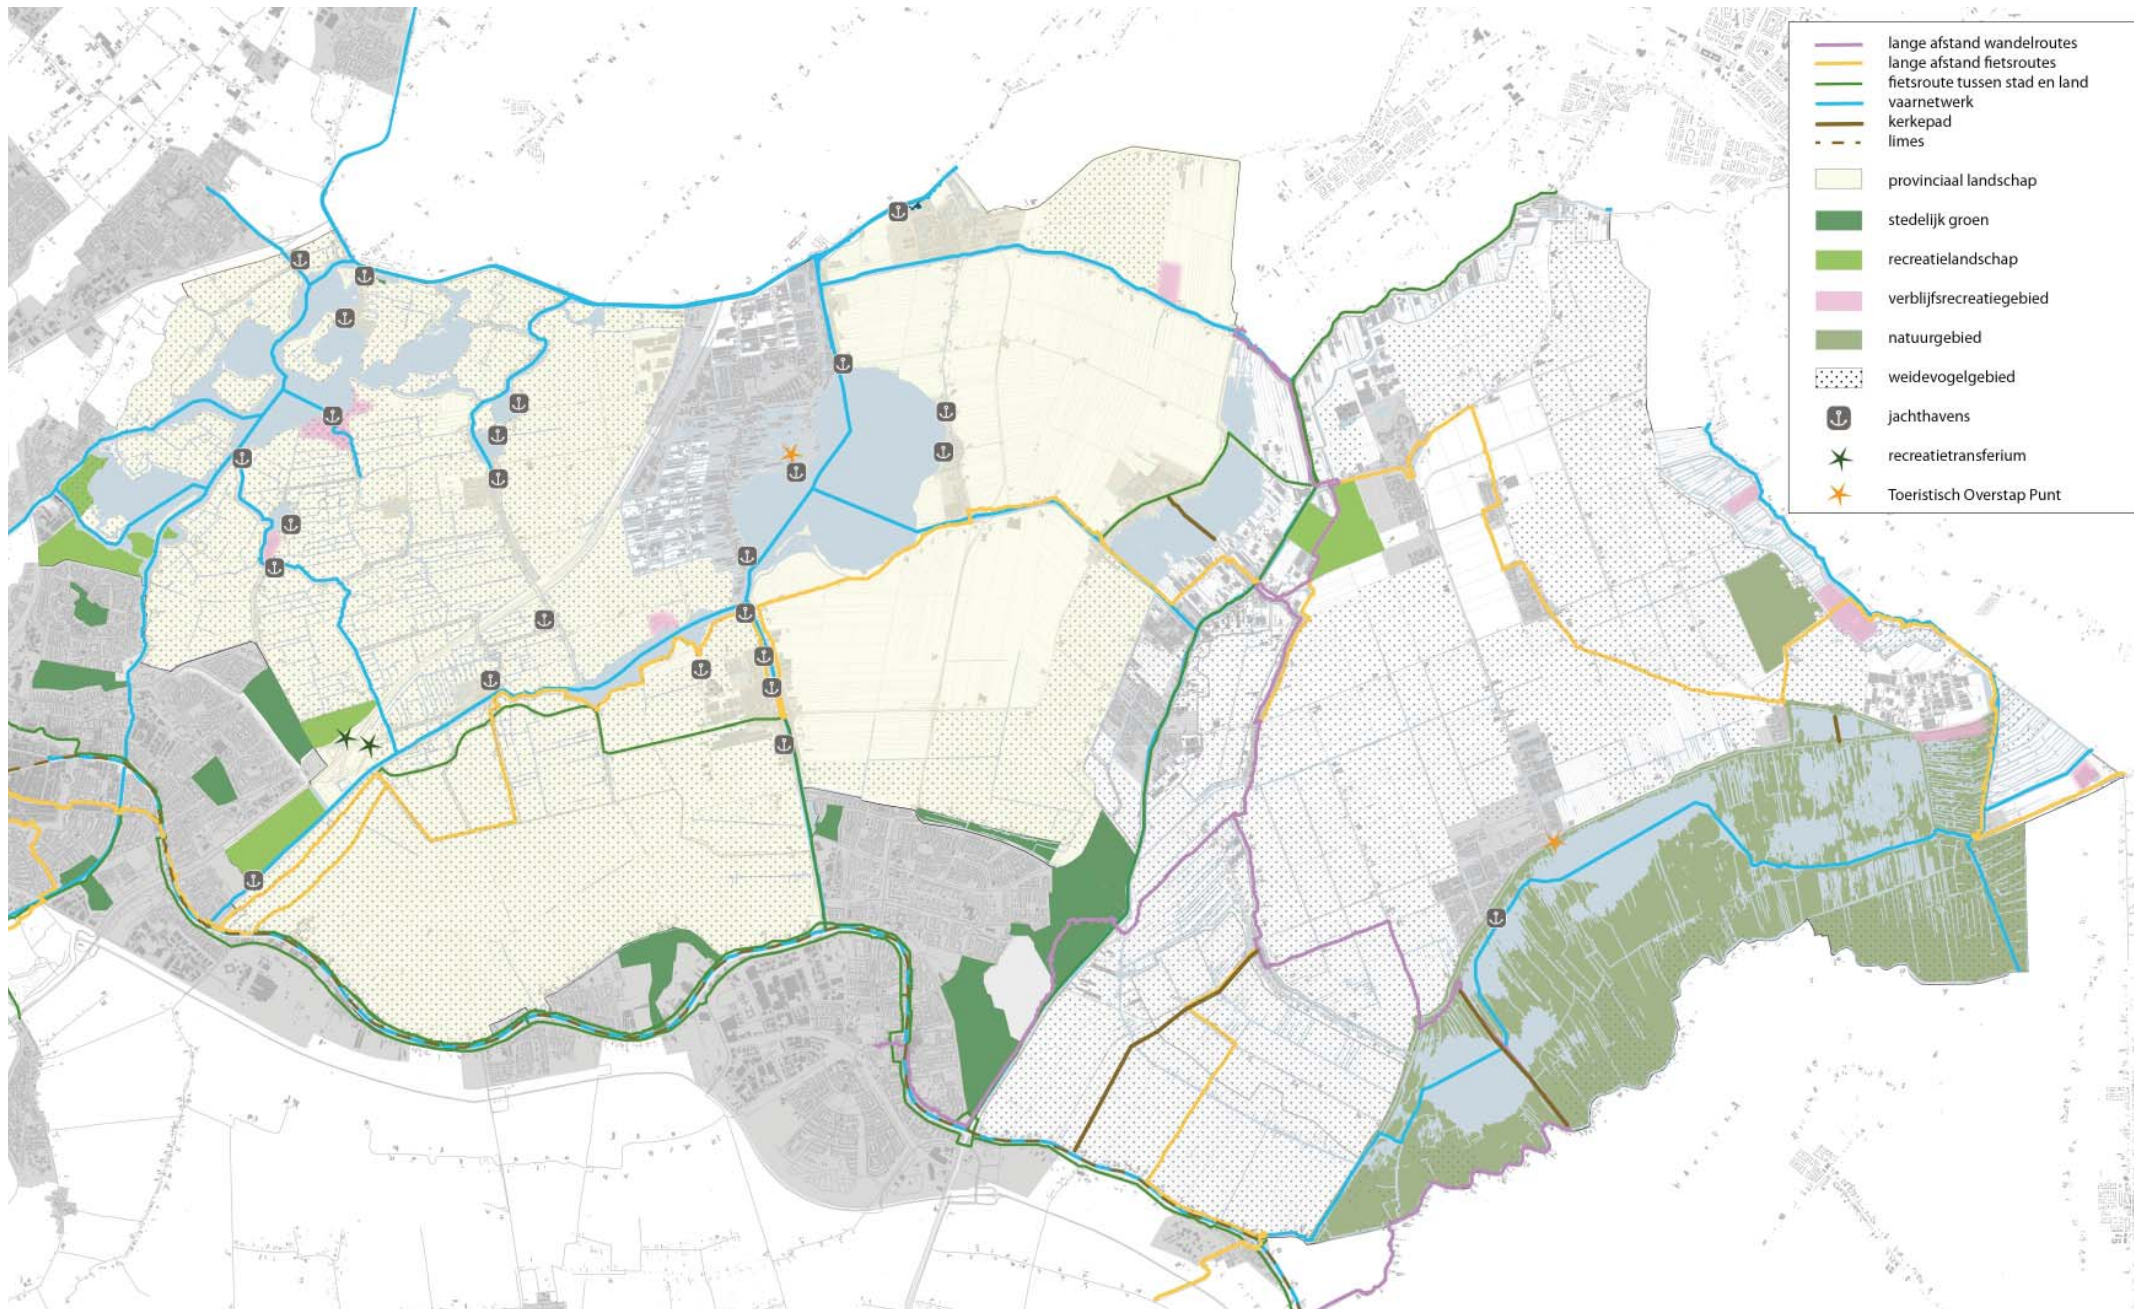 lange afstand wandelroutes
lange afstand fietsroutes
fietsroute tussen stad en land
vaarnetwerk
kerkepad
limes
provinciaal landschap
stedelijk groen
recreatielandschap
verblijfsrecreatiegebied
natuurgebied
weidevogelgebied
jachthavens
recreatietransferium
Toeristisch Overstap Punt